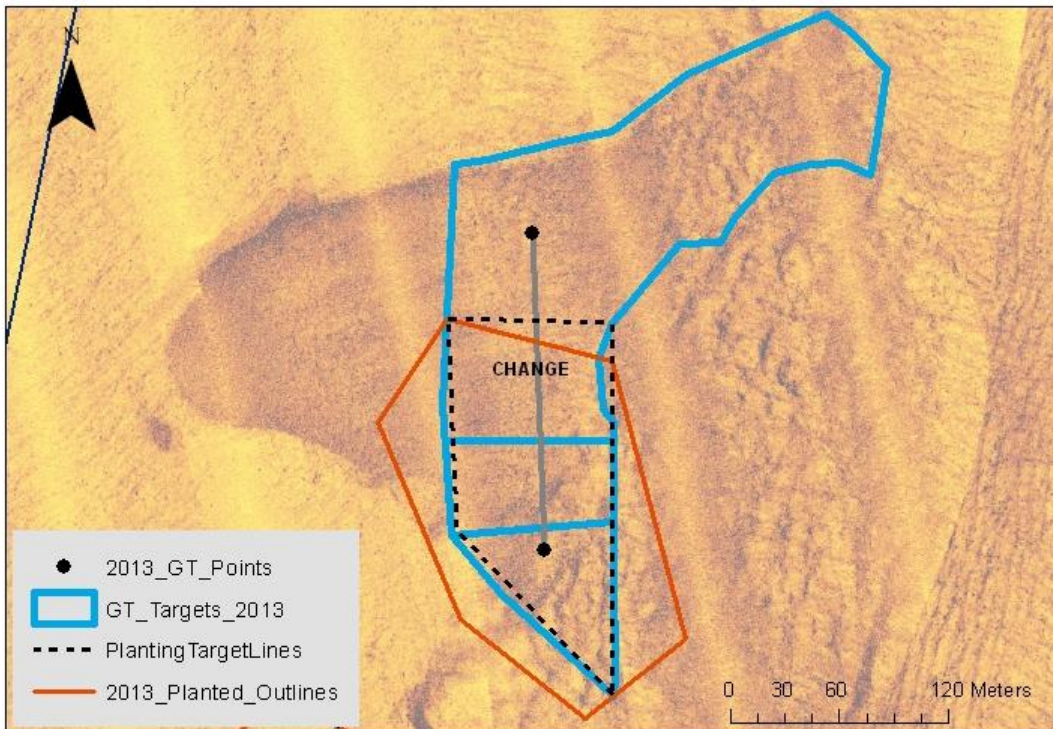 N
CHANGE
2013_GT_Points
GT_Targets_2013
PlantingTargetLines
2013_Planted_Outlines
0 30 60 120 Meters